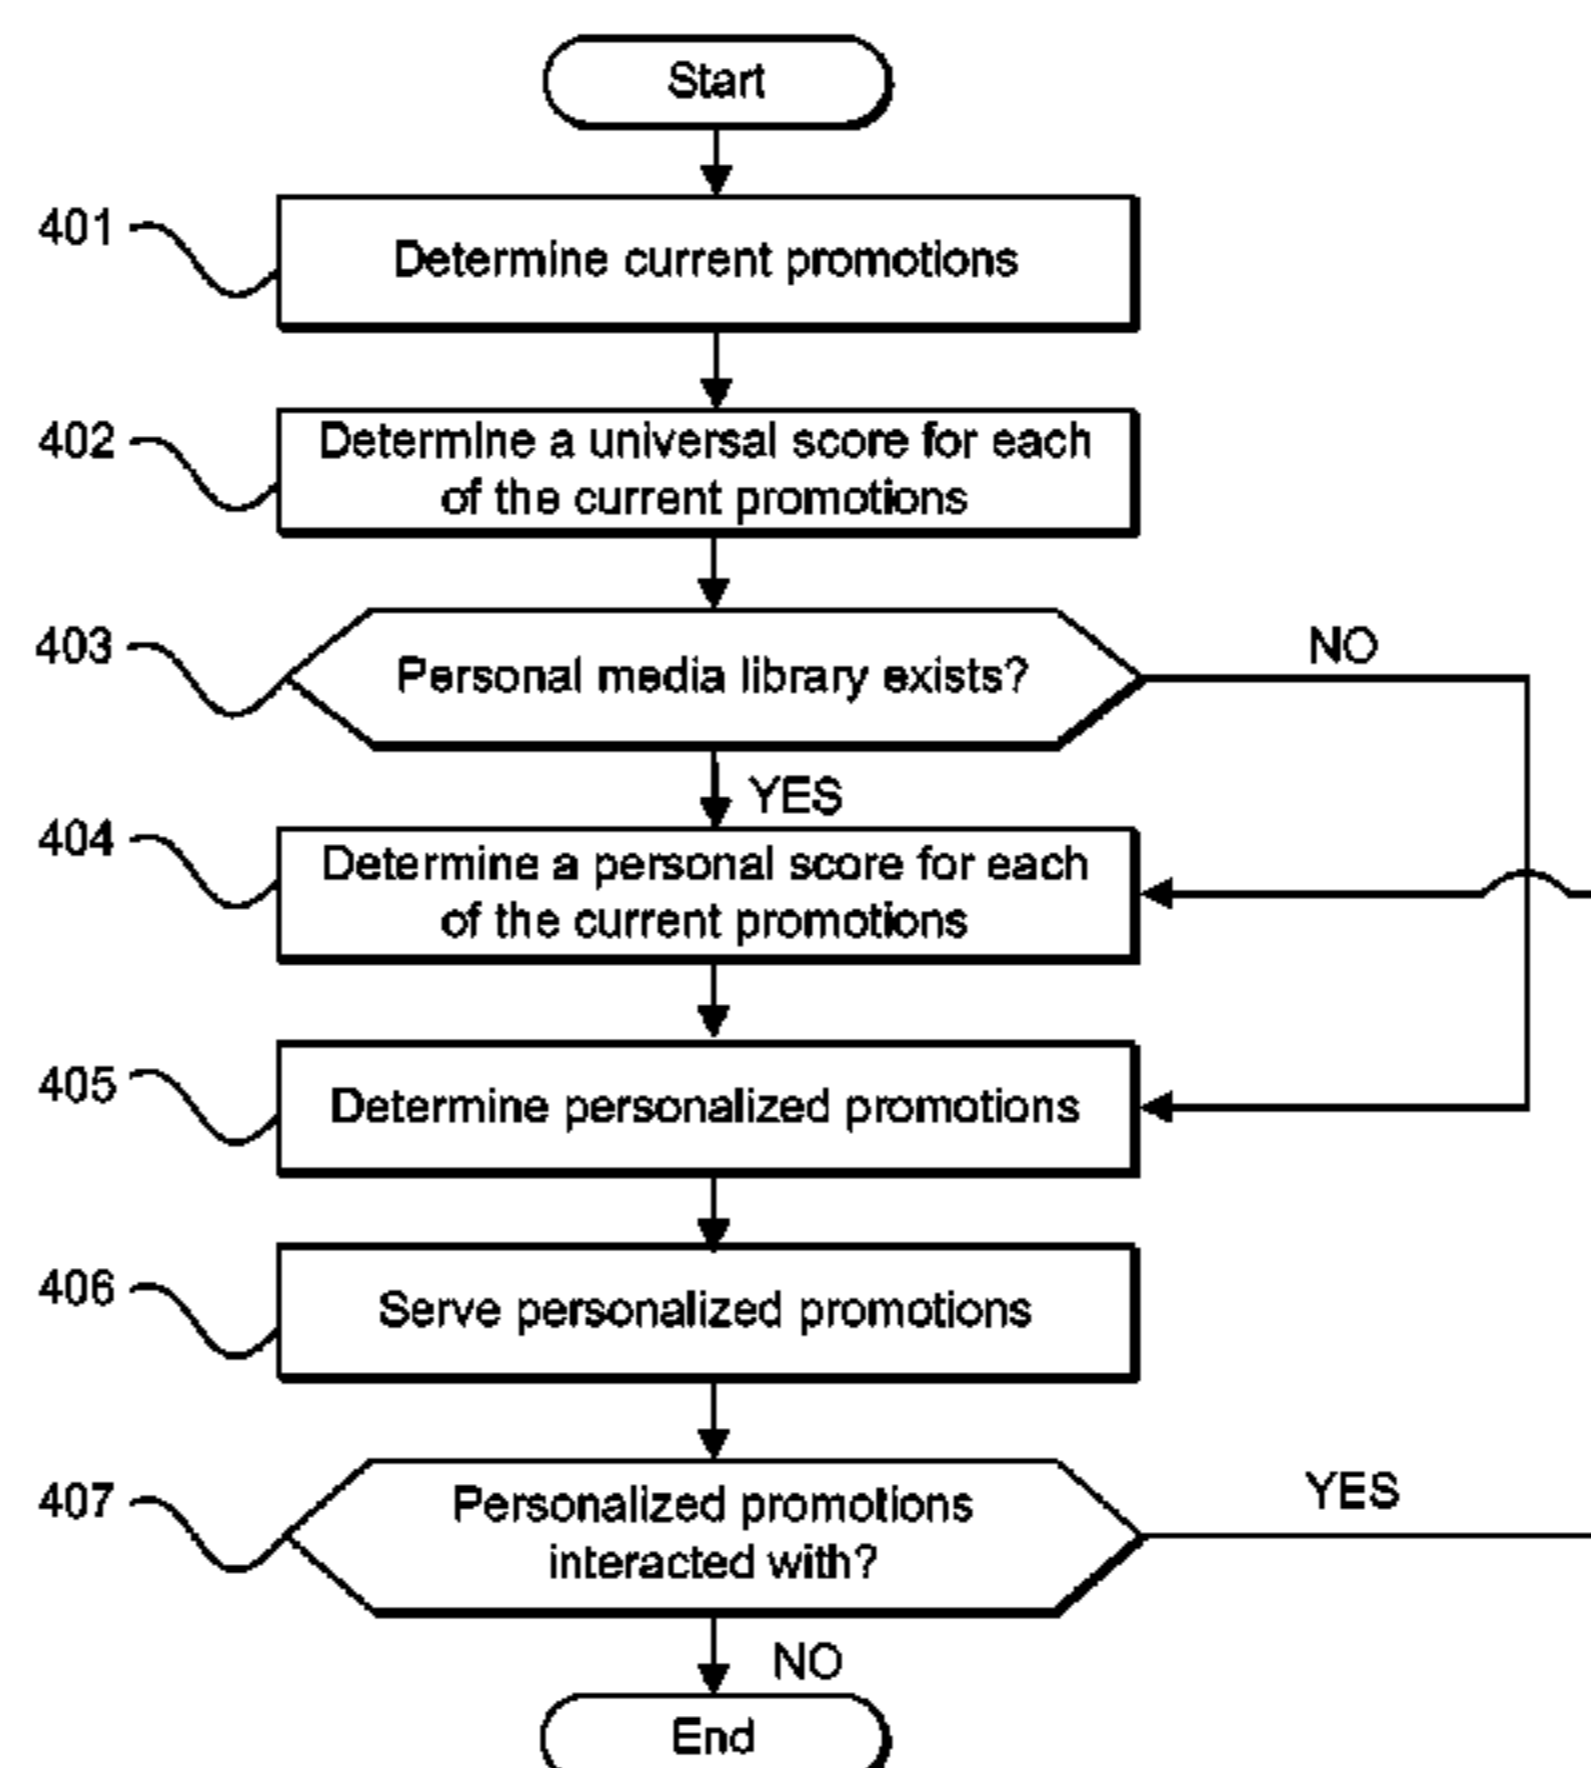 Start
401
Determine current promotions
402
Determine a universal score for each
of the current promotions
403
Personal media library exists?
NO
YES
404
Determine a personal score for each
of the current promotions
405
Determine personalized promotions
406
Serve personalized promotions
407
Personalized promotions
interacted with?
YES
NO
End